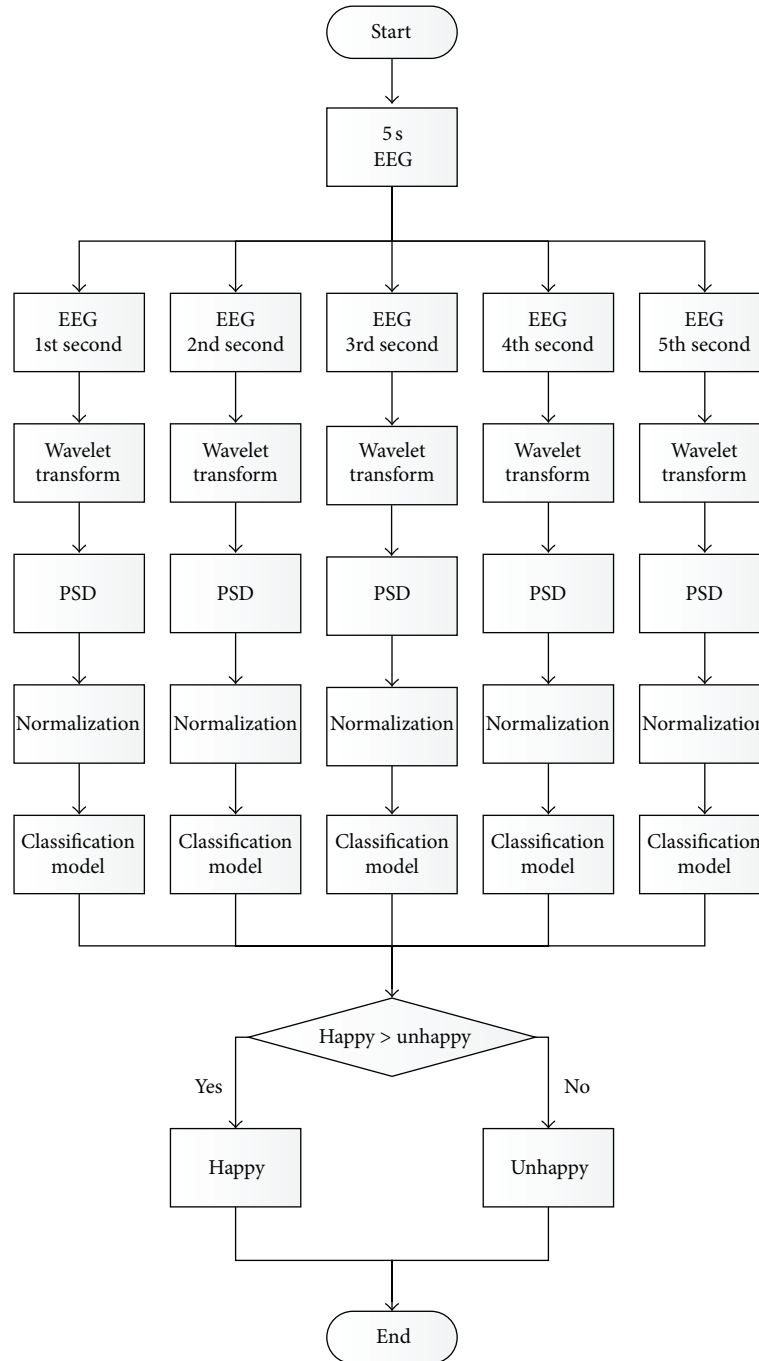 Start
5 s
EEG
EEG
1st second
EEG
2nd second
EEG
3rd second
EEG
4th second
EEG
5th second
Wavelet
transform
Wavelet
transform
Wavelet
transform
Wavelet
transform
Wavelet
transform
PSD
PSD
PSD
PSD
PSD
Normalization
Normalization
Normalization
Normalization
Normalization
Classification
model
Classification
model
Classification
model
Classification
model
Classification
model
Happy > unhappy
Yes
No
Happy
Unhappy
End